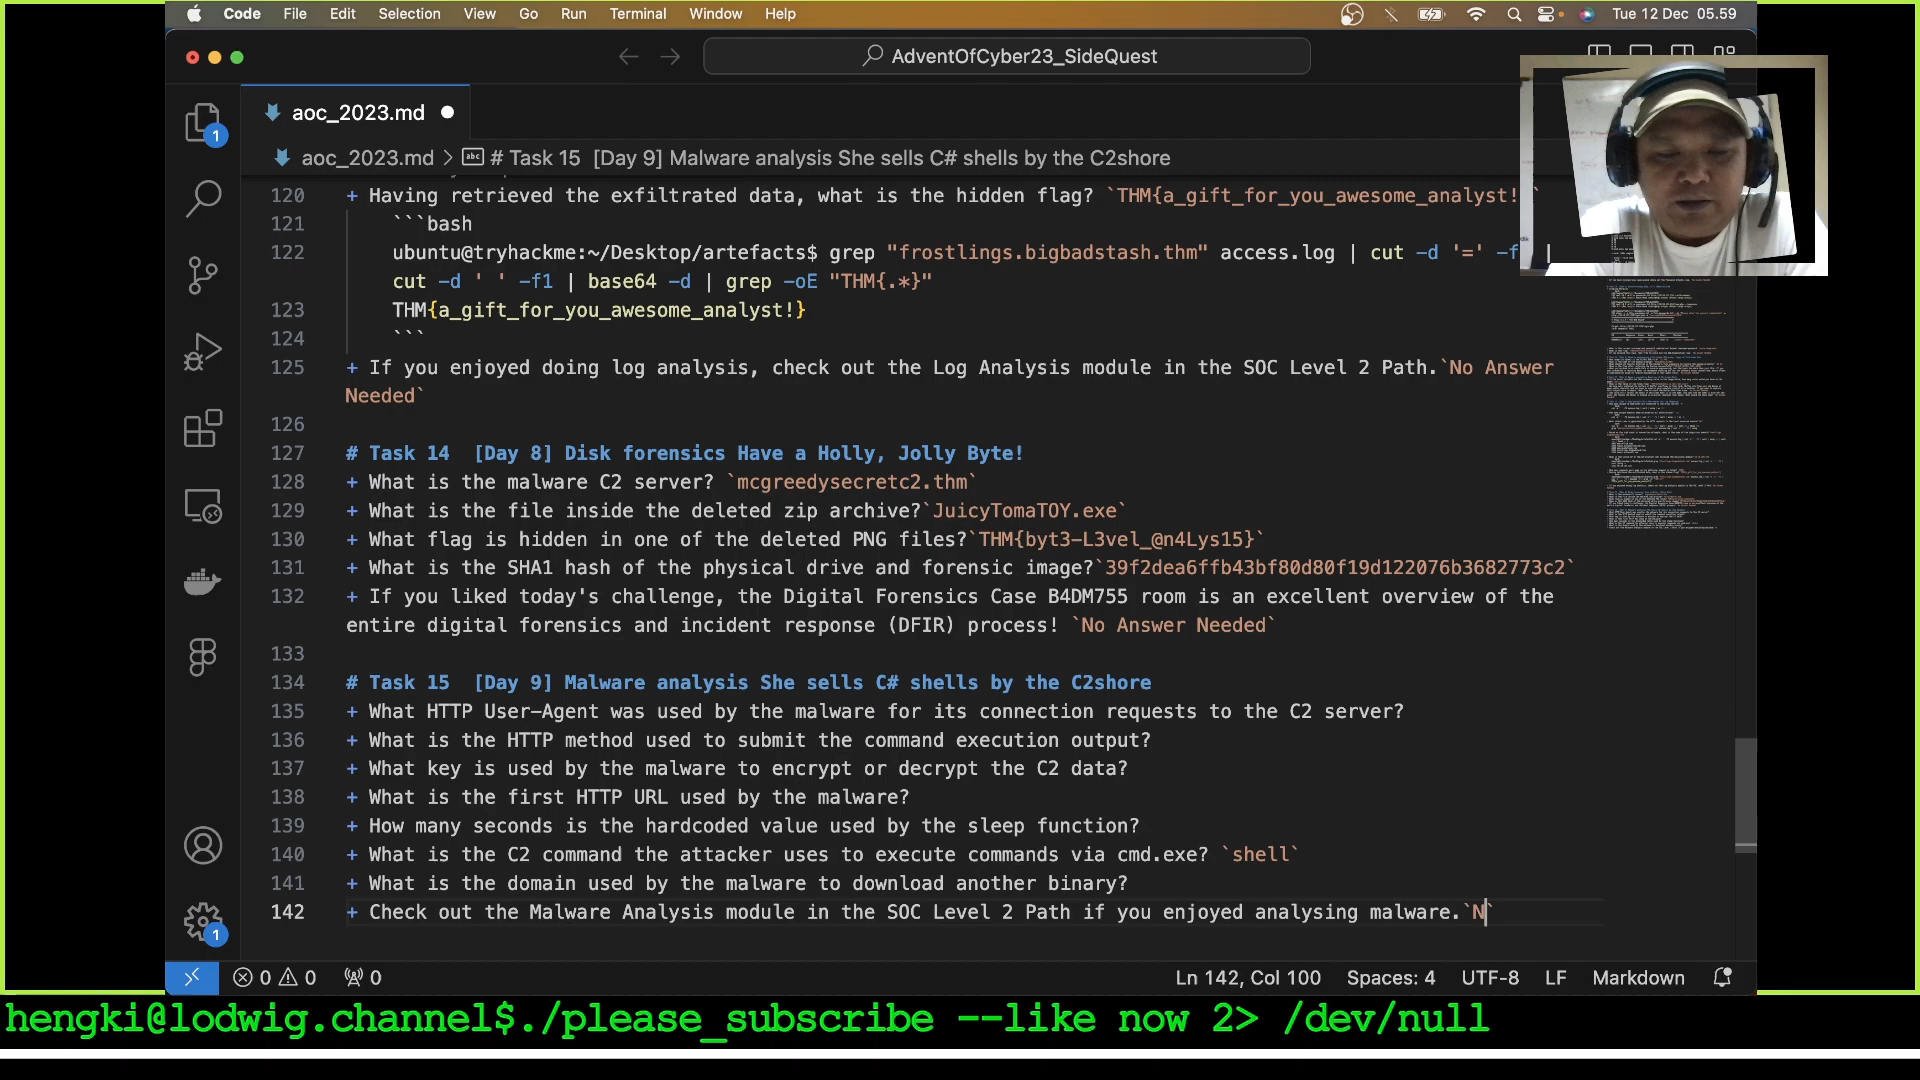 Code File Edit Selection View Go Run Terminal Window Help Tue 12 Dec 05.59
AdventOfCyber23_SideQuest
aoc_2023.md
aoc_2023.md > # Task 15 [Day 9] Malware analysis She sells C# shells by the C2shore
120 + Having retrieved the exfiltrated data, what is the hidden flag? `THM{a_gift_for_you_awesome_analyst!
121 ```bash
122 ubuntu@tryhackme:~/Desktop/artefacts$ grep "frostlings.bigbadstash.thm" access.log | cut -d '=' -f |
cut -d ' ' -f1 | base64 -d | grep -oE "THM{.*}"
123 THM{a_gift_for_you_awesome_analyst!}
124 ```
125 + If you enjoyed doing log analysis, check out the Log Analysis module in the SOC Level 2 Path.`No Answer
Needed`
126
127 # Task 14 [Day 8] Disk forensics Have a Holly, Jolly Byte!
128 + What is the malware C2 server? `mcgreedysecretc2.thm`
129 + What is the file inside the deleted zip archive?`JuicyTomaTOY.exe`
130 + What flag is hidden in one of the deleted PNG files?`THM{byt3-L3vel_@n4Lys15}`
131 + What is the SHA1 hash of the physical drive and forensic image?`39f2dea6ffb43bf80d80f19d122076b3682773c2`
132 + If you liked today's challenge, the Digital Forensics Case B4DM755 room is an excellent overview of the
entire digital forensics and incident response (DFIR) process! `No Answer Needed`
133
134 # Task 15 [Day 9] Malware analysis She sells C# shells by the C2shore
135 + What HTTP User-Agent was used by the malware for its connection requests to the C2 server?
136 + What is the HTTP method used to submit the command execution output?
137 + What key is used by the malware to encrypt or decrypt the C2 data?
138 + What is the first HTTP URL used by the malware?
139 + How many seconds is the hardcoded value used by the sleep function?
140 + What is the C2 command the attacker uses to execute commands via cmd.exe? `shell`
141 + What is the domain used by the malware to download another binary?
142 + Check out the Malware Analysis module in the SOC Level 2 Path if you enjoyed analysing malware.`N`
1
1
0 0 0 Ln 142, Col 100 Spaces: 4 UTF-8 LF Markdown
hengki@lodwig.channel$./please_subscribe --like now 2> /dev/null